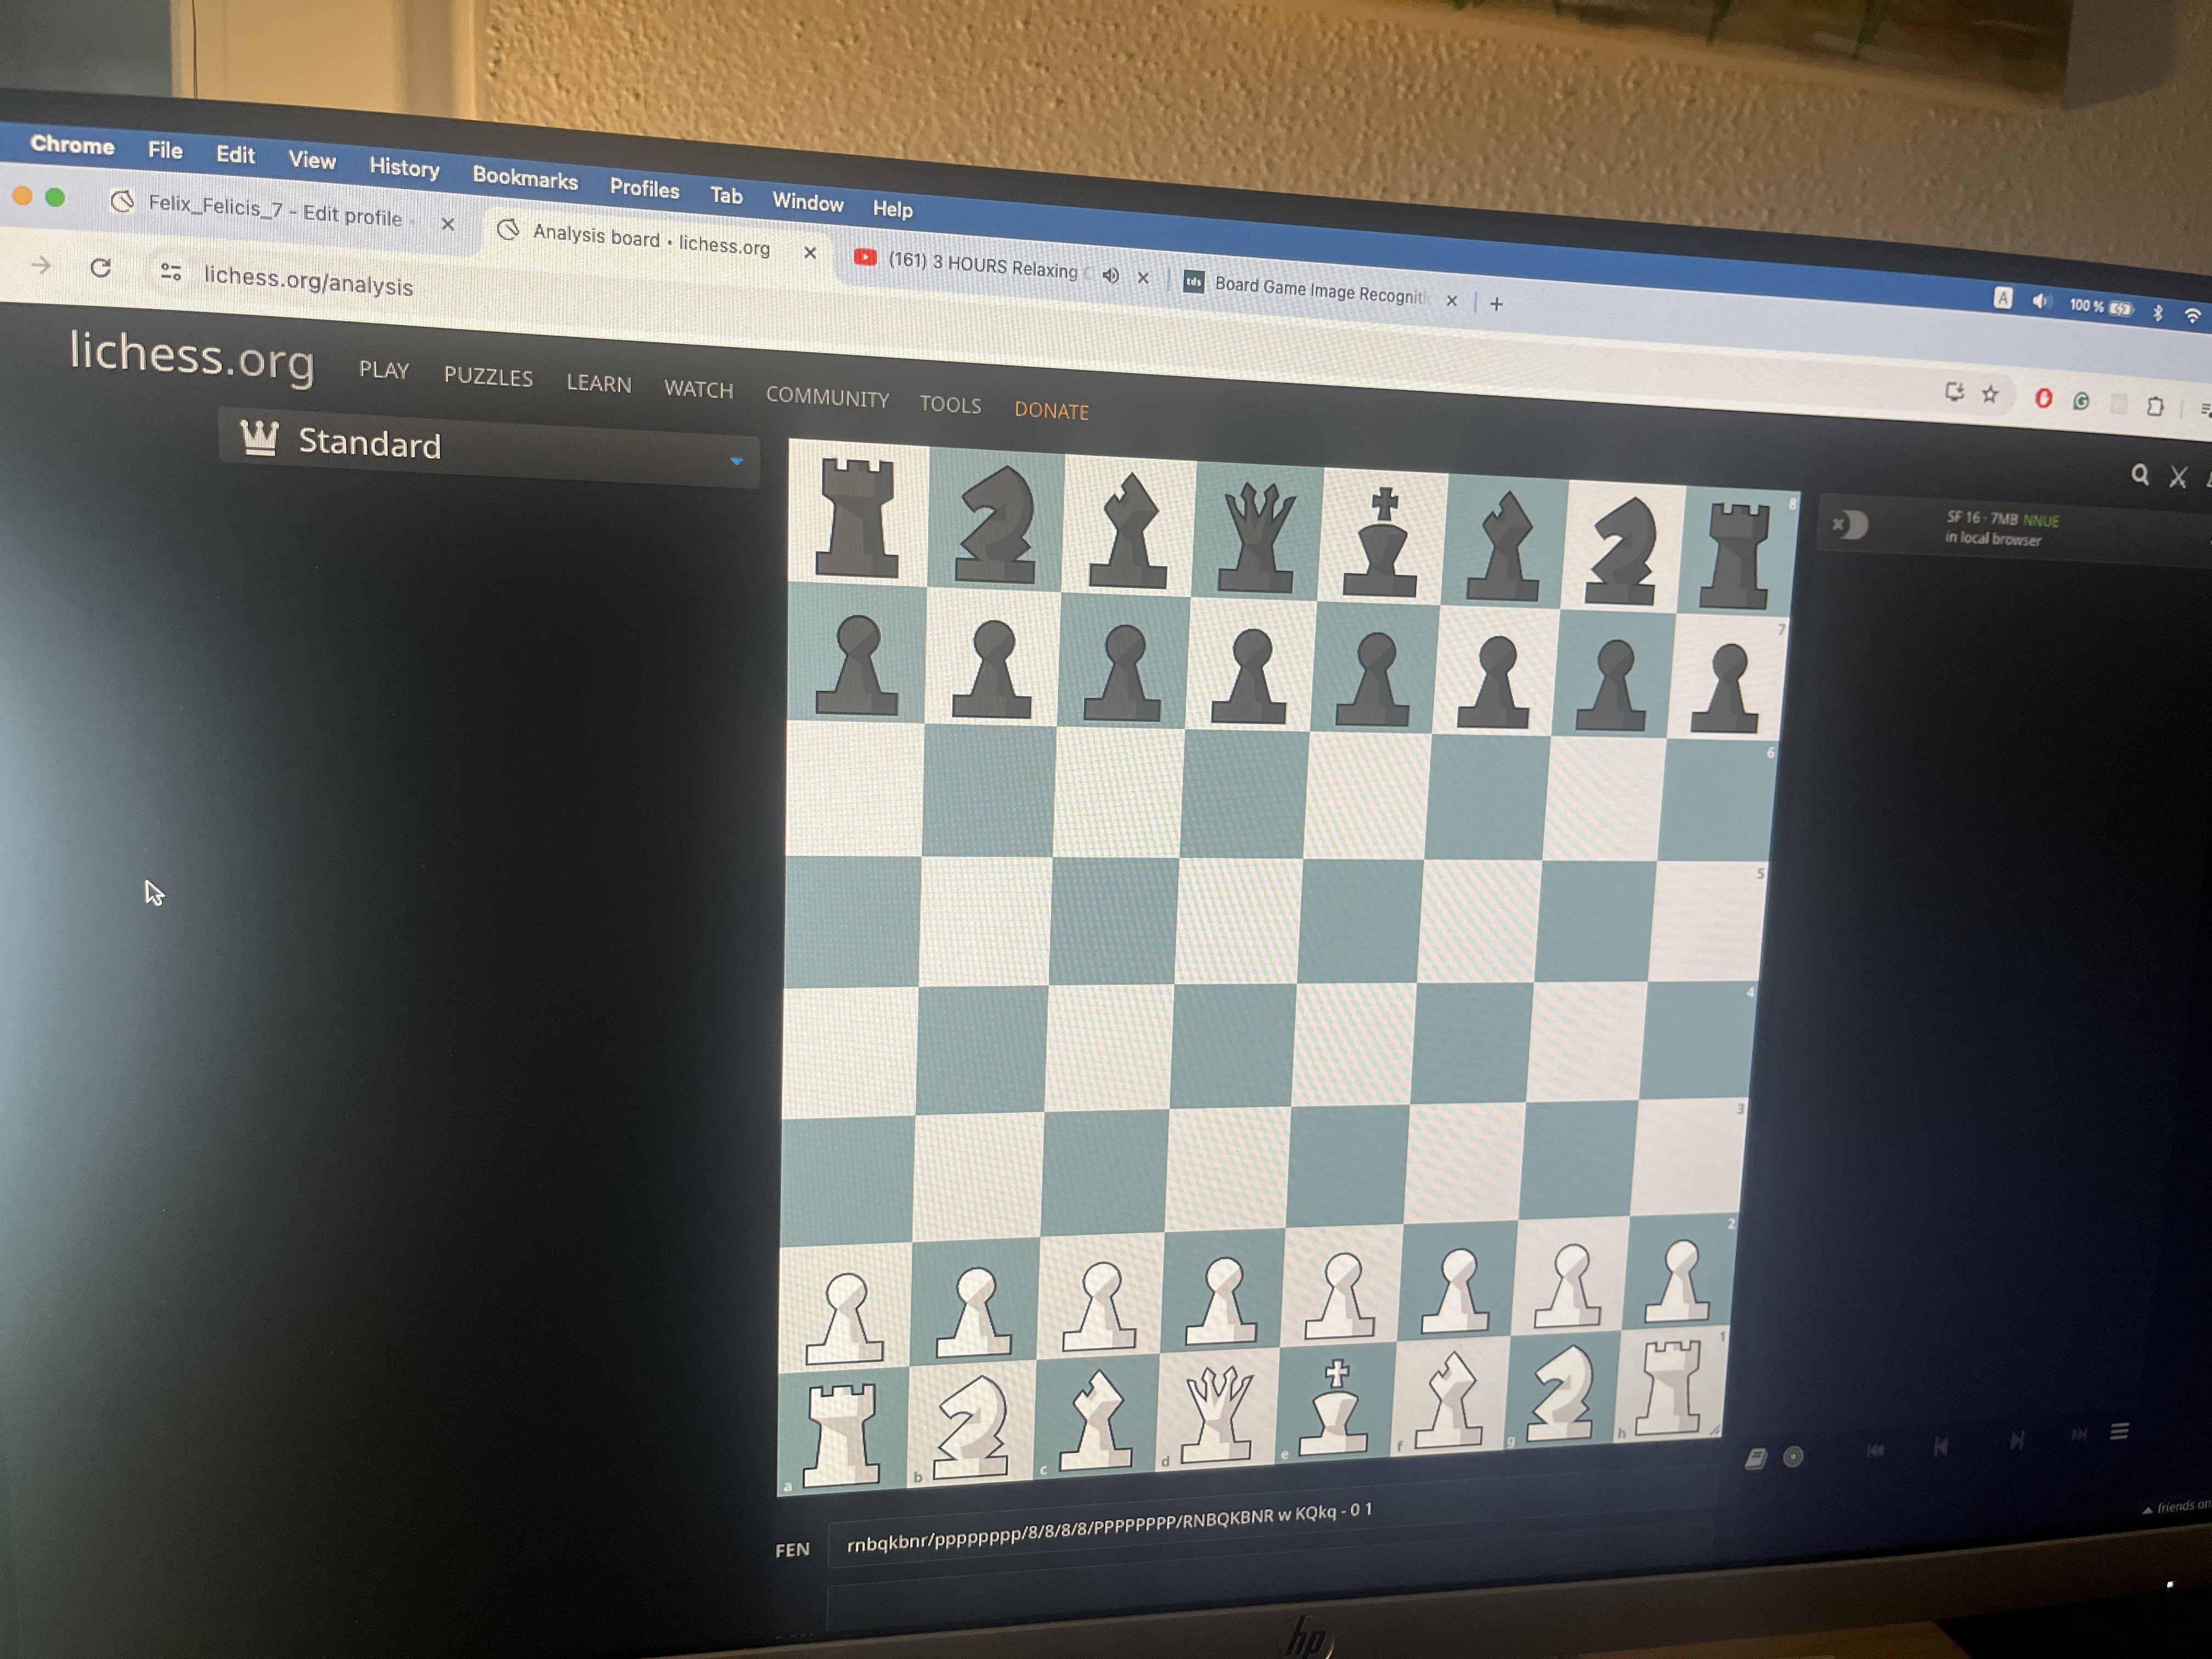 Chrome File Edit View History Bookmarks Profiles Tab Window Help
A 100 %
Felix_Felicis_7 - Edit profile
Analysis board • lichess.org
(161) 3 HOURS Relaxing
tds Board Game Image Recogniti
lichess.org/analysis
lichess.org PLAY PUZZLES LEARN WATCH COMMUNITY TOOLS DONATE
Standard
SF 16 - 7MB NNUE
in local browser
8
7
6
5
4
3
2
1
a b c d e f g h
FEN rnbqkbnr/pppppppp/8/8/8/8/PPPPPPPP/RNBQKBNR w KQkq - 0 1
friends on
hp